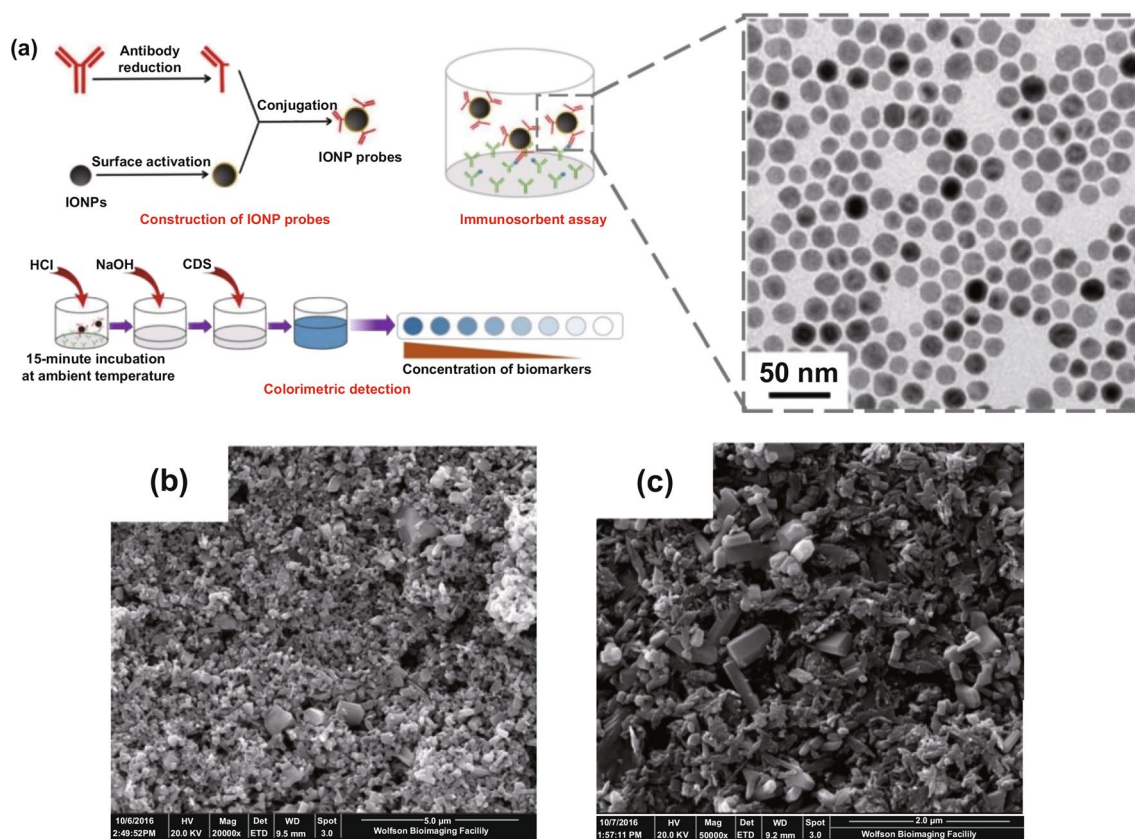 (a)
Antibody
reduction
Conjugation
IONP probes
Surface activation
IONPs
Construction of IONP probes
Immunosorbent assay
50 nm
HCl
NaOH
CDS
15-minute incubation
at ambient temperature
Concentration of biomarkers
Colorimetric detection
(b)
(c)
10/6/2016 HV Mag Det WD Spot 5.0 μm
2:49:52PM 20.0 KV 20000x ETD 9.5 mm 3.0 Wolfson Bioimaging Facilily
10/7/2016 HV Mag Det WD Spot 2.0 μm
1:57:11 PM 20.0 KV 50000x ETD 9.2 mm 3.0 Wolfson Bioimaging Facilily